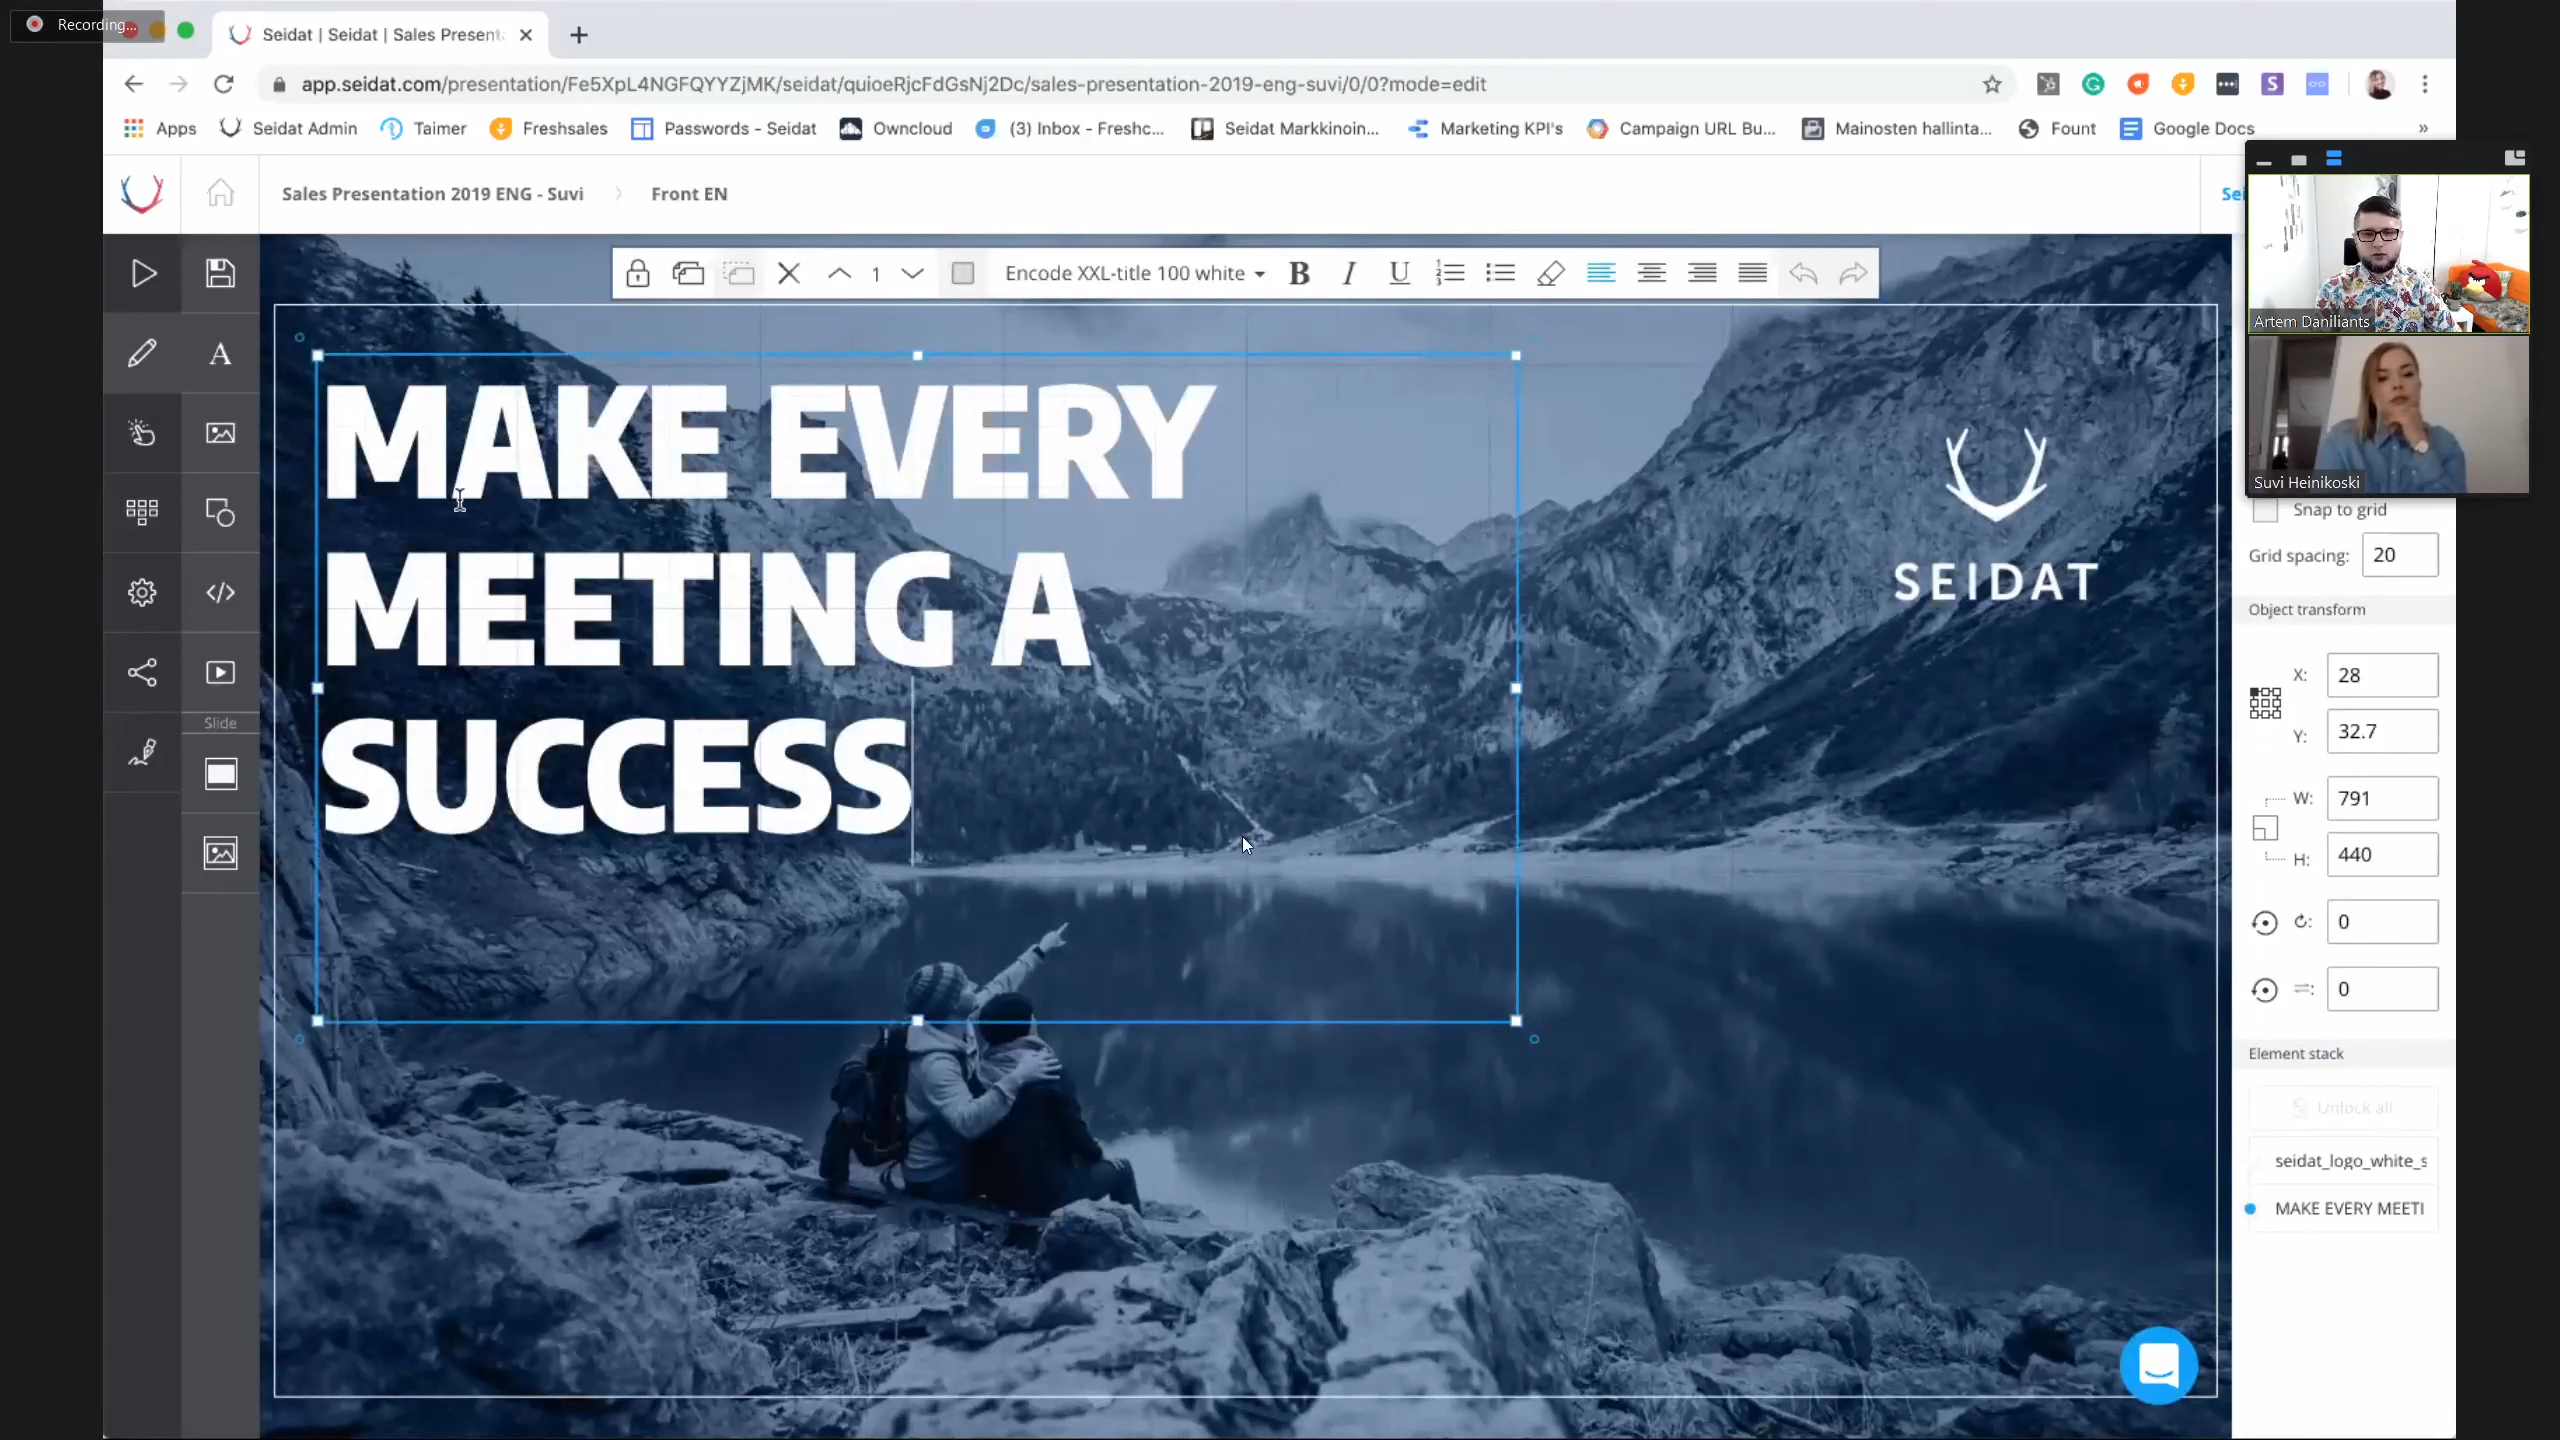 Recording...
Seidat | Seidat | Sales Present
app.seidat.com/presentation/Fe5XpL4NGFQYYZjMK/seidat/quioeRjcFdGsNj2Dc/sales-presentation-2019-eng-suvi/0/0?mode=edit
Apps Seidat Admin Taimer Freshsales Passwords - Seidat Owncloud (3) Inbox - Freshc... Seidat Markkinoin... Marketing KPI's Campaign URL Bu... Mainosten hallinta... Fount Google Docs »
Sales Presentation 2019 ENG - Suvi Front EN
Sei
1 Encode XXL-title 100 white B I U
A
Slide
MAKE EVERY
MEETING A
SUCCESS
SEIDAT
Artem Daniliants
Suvi Heinikoski
Snap to grid
Grid spacing: 20
Object transform
X: 28
Y: 32.7
W: 791
H: 440
0
0
Element stack
Unlock all
seidat_logo_white_s
MAKE EVERY MEETI